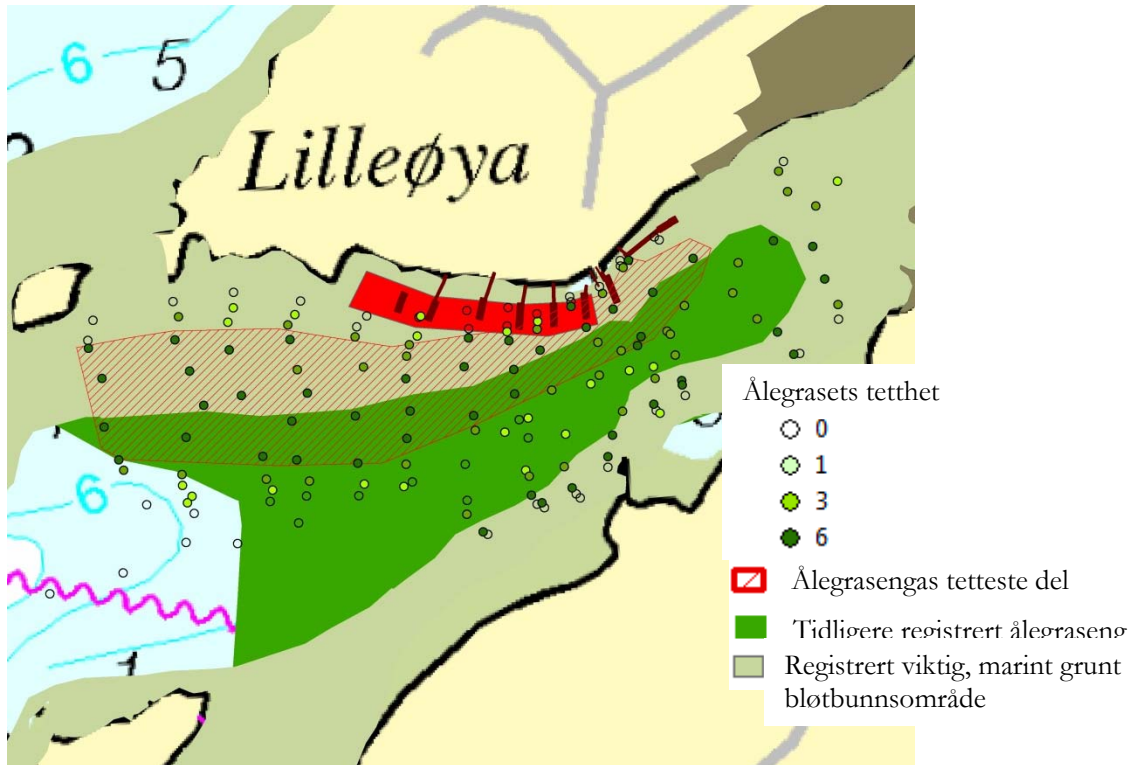 6
5
Lilleøya
6
1
Ålegrasets tetthet
0
1
3
6
Ålegrasengas tetteste del
Tidligere registrert ålegraseng
Registrert viktig, marint grunt
bløtbunnsområde